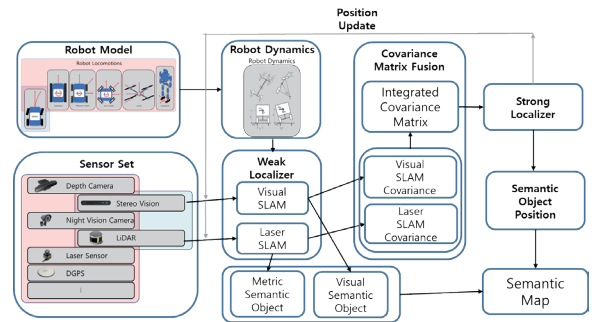 Position
Update
Robot Model
Robot Locomotions
Robot Dynamics
Robot Dynamics
Covariance
Matrix Fusion
Integrated
Covariance
Matrix
Strong
Localizer
Sensor Set
Depth Camera
Stereo Vision
Night Vision Camera
LiDAR
Laser Sensor
DGPS
Weak
Localizer
Visual
SLAM
Laser
SLAM
Visual
SLAM
Covariance
Laser
SLAM
Covariance
Semantic
Object
Position
Metric
Semantic
Object
Visual
Semantic
Object
Semantic
Map